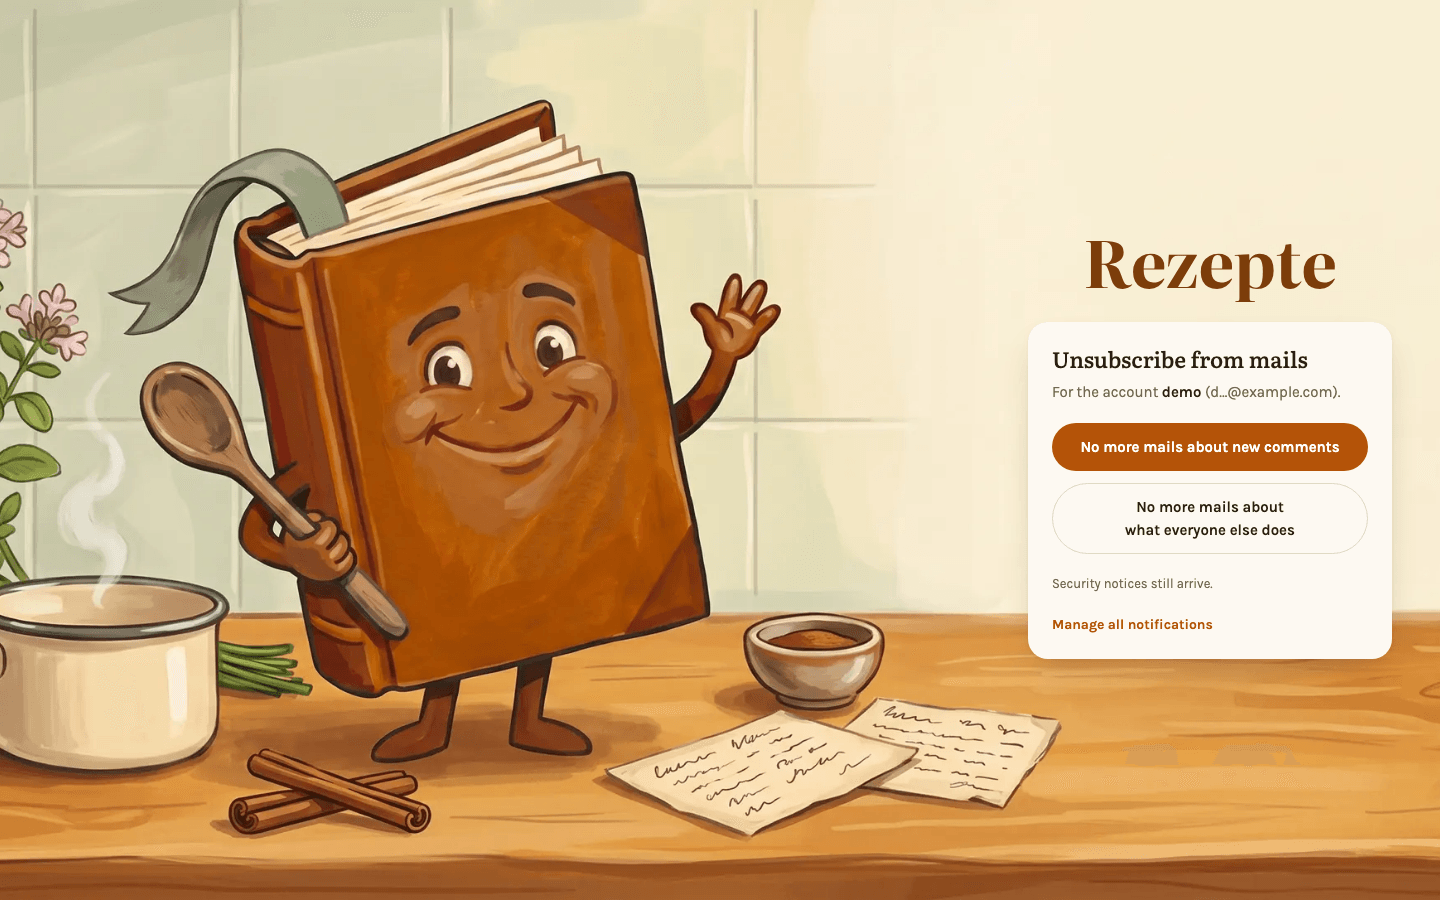 Rezepte
Unsubscribe from mails
For the account demo (d...@example.com).
No more mails about new comments
No more mails about
what everyone else does
Security notices still arrive.
Manage all notifications